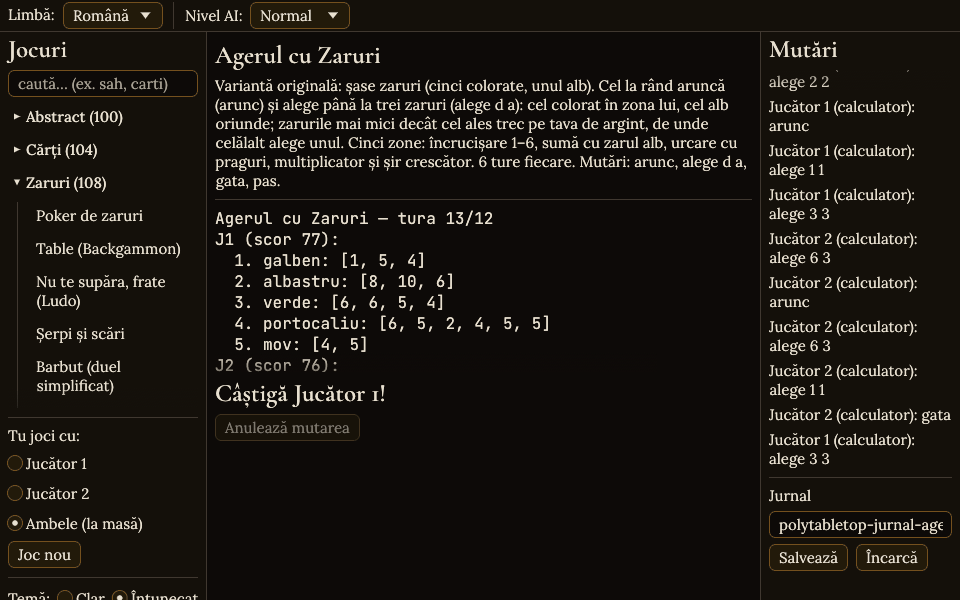 Limbă: Română ▼ Nivel AI: Normal ▼
Jocuri
caută... (ex. sah, carti)
▸ Abstract (100)
▸ Cărți (104)
▾ Zaruri (108)
Poker de zaruri
Table (Backgammon)
Nu te supăra, frate
(Ludo)
Șerpi și scări
Barbut (duel
simplificat)
Tu joci cu:
Jucător 1
Jucător 2
Ambele (la masă)
Joc nou
Temă: Clar Întunecat
Agerul cu Zaruri
Variantă originală: șase zaruri (cinci colorate, unul alb). Cel la rând aruncă
(arunc) și alege până la trei zaruri (alege d a): cel colorat în zona lui, cel alb
oriunde; zarurile mai mici decât cel ales trec pe tava de argint, de unde
celălalt alege unul. Cinci zone: încrucișare 1–6, sumă cu zarul alb, urcare cu
praguri, multiplicator și șir crescător. 6 ture fiecare. Mutări: arunc, alege d a,
gata, pas.
Agerul cu Zaruri — tura 13/12
J1 (scor 77):
1. galben: [1, 5, 4]
2. albastru: [8, 10, 6]
3. verde: [6, 6, 5, 4]
4. portocaliu: [6, 5, 2, 4, 5, 5]
5. mov: [4, 5]
J2 (scor 76):
Câștigă Jucător 1!
Anulează mutarea
Mutări
alege 2 2
Jucător 1 (calculator):
arunc
Jucător 1 (calculator):
alege 1 1
Jucător 1 (calculator):
alege 3 3
Jucător 2 (calculator):
alege 6 3
Jucător 2 (calculator):
arunc
Jucător 2 (calculator):
alege 6 3
Jucător 2 (calculator):
alege 1 1
Jucător 2 (calculator): gata
Jucător 1 (calculator):
alege 3 3
Jurnal
polytabletop-jurnal-age
Salvează Încarcă